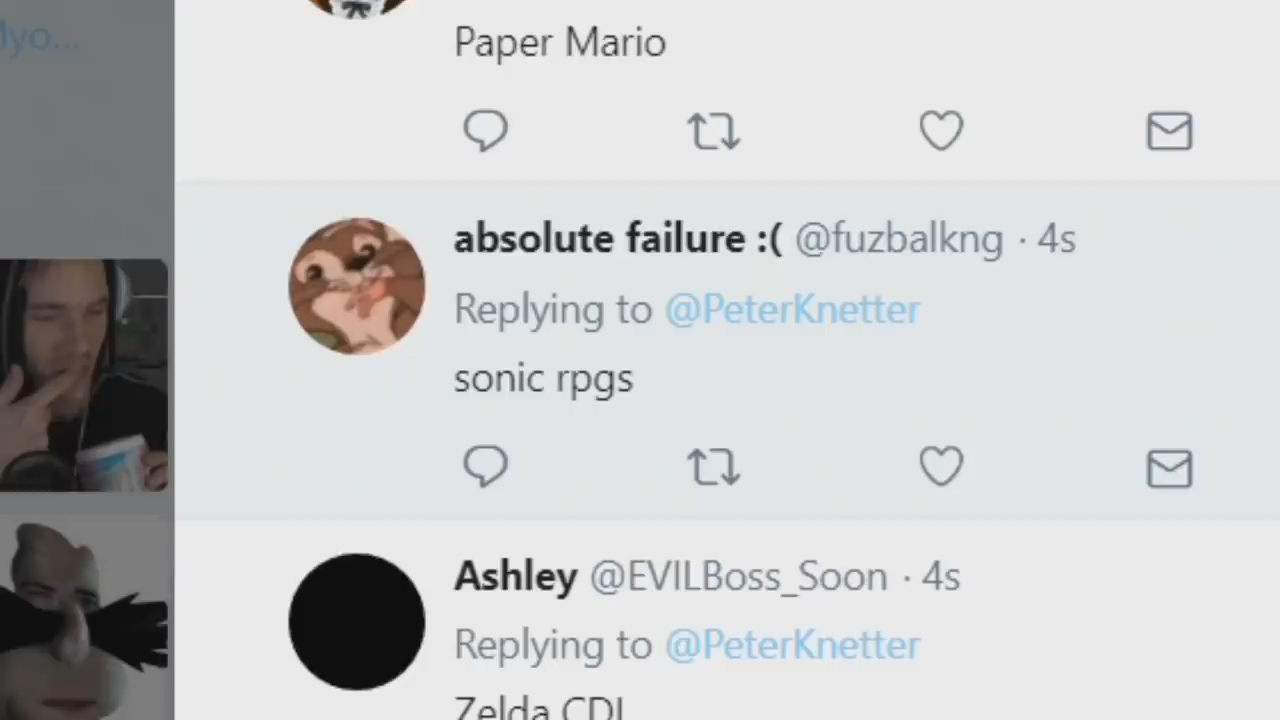 Paper Mario
absolute failure :( @fuzbalkng · 4s
Replying to @PeterKnetter
sonic rpgs
Ashley @EVILBoss_Soon · 4s
Replying to @PeterKnetter
Zelda CDI